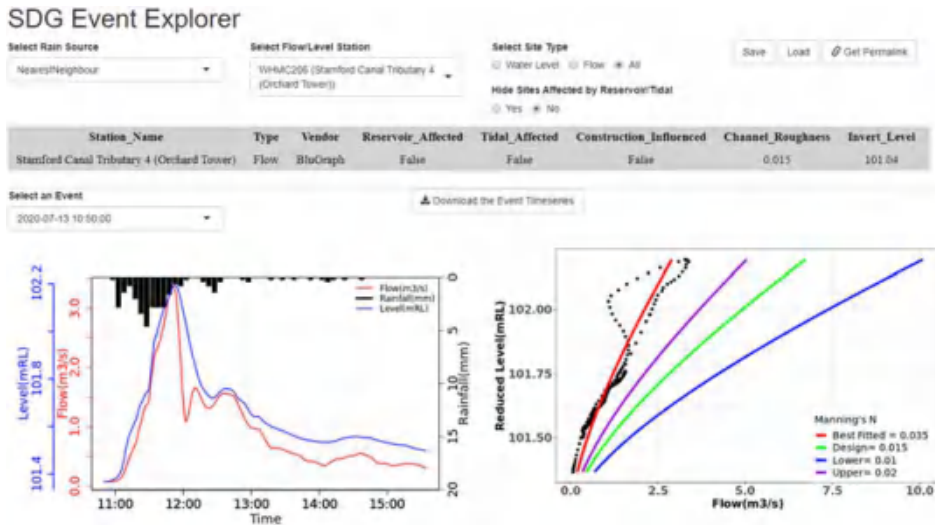 SDG Event Explorer
Select Rain Source
NearestNeighbour
Select Flow/Level Station
WHMC206 (Stamford Canal Tributary 4
(Orchard Tower))
Select Site Type
Water Level Flow All
Hide Sites Affected by Reservoir/Tidal
Yes No
Save Load Get Permalink
Station_Name Type Vendor Reservoir_Affected Tidal_Affected Construction_Influenced Channel_Roughness Invert_Level
Stamford Canal Tributary 4 (Orchard Tower) Flow BluGraph False False False 0.015 101.04
Select an Event
2020-07-13 10:50:00
Download the Event Timeseries
Level(mRL)
101.4 101.8 102.2
Flow(m3/s)
0.0 1.0 2.0 3.0
Flow(m3/s)
Rainfall(mm)
Level(mRL)
0
5
10
15
20
Rainfall(mm)
11:00 12:00 13:00 14:00 15:00
Time
Reduced Level(mRL)
102.00
101.75
101.50
Manning's N
Best Fitted = 0.035
Design= 0.015
Lower= 0.01
Upper= 0.02
0.0 2.5 5.0 7.5 10.0
Flow(m3/s)